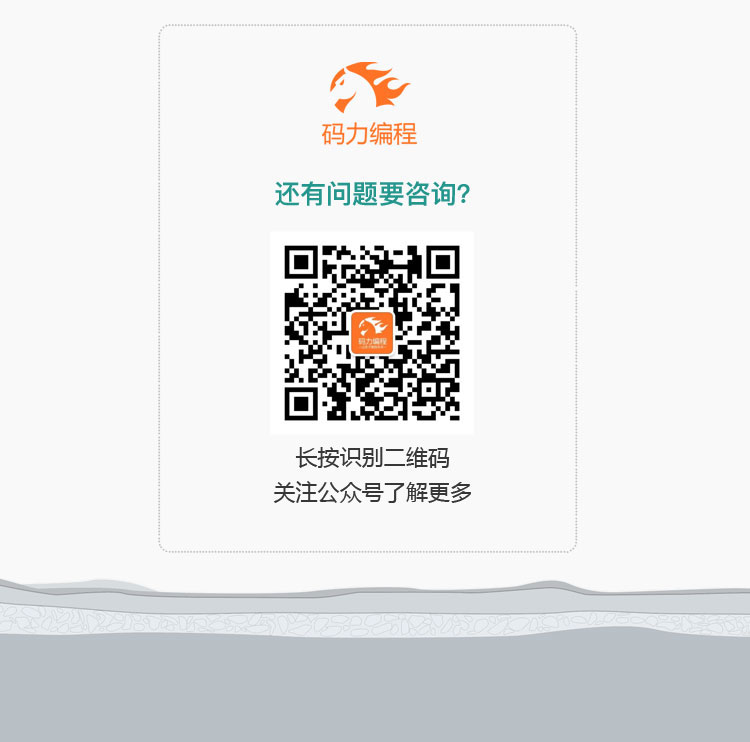 码力编程
还有问题要咨询?
码力编程
长按识别二维码
关注公众号了解更多